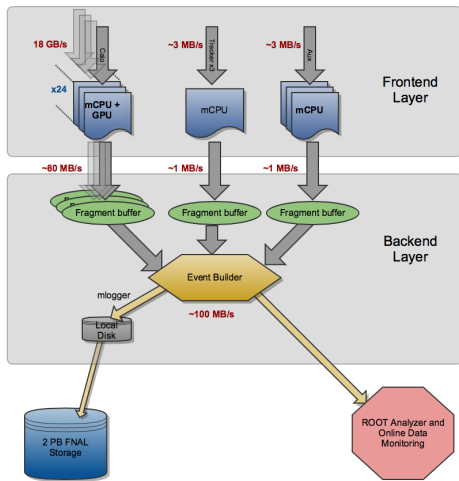 18 GB/s
Calo
~3 MB/s
Tracker x3
~3 MB/s
Aux
x24
mCPU +
GPU
mCPU
mCPU
Frontend
Layer
~80 MB/s
~1 MB/s
~1 MB/s
Fragment buffer
Fragment buffer
Fragment buffer
Backend
Layer
Event Builder
mlogger
~100 MB/s
Local
Disk
2 PB FNAL
Storage
ROOT Analyzer and
Online Data
Monitoring